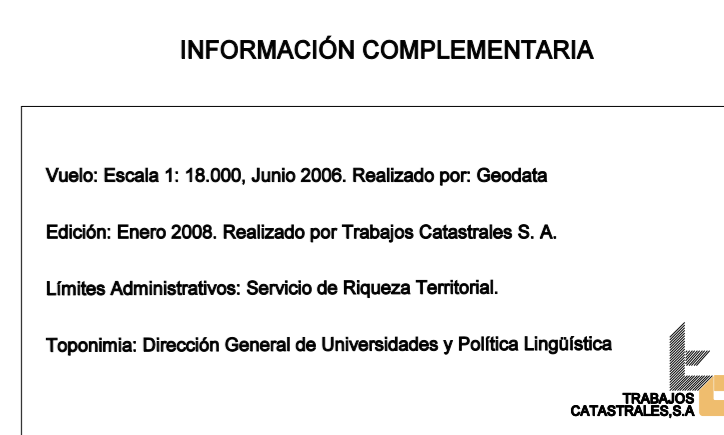 INFORMACIÓN COMPLEMENTARIA
Vuelo: Escala 1: 18.000, Junio 2006. Realizado por: Geodata
Edición: Enero 2008. Realizado por Trabajos Catastrales S. A.
Límites Administrativos: Servicio de Riqueza Territorial.
Toponimia: Dirección General de Universidades y Política Lingüística
TRABAJOS
CATASTRALES,S.A